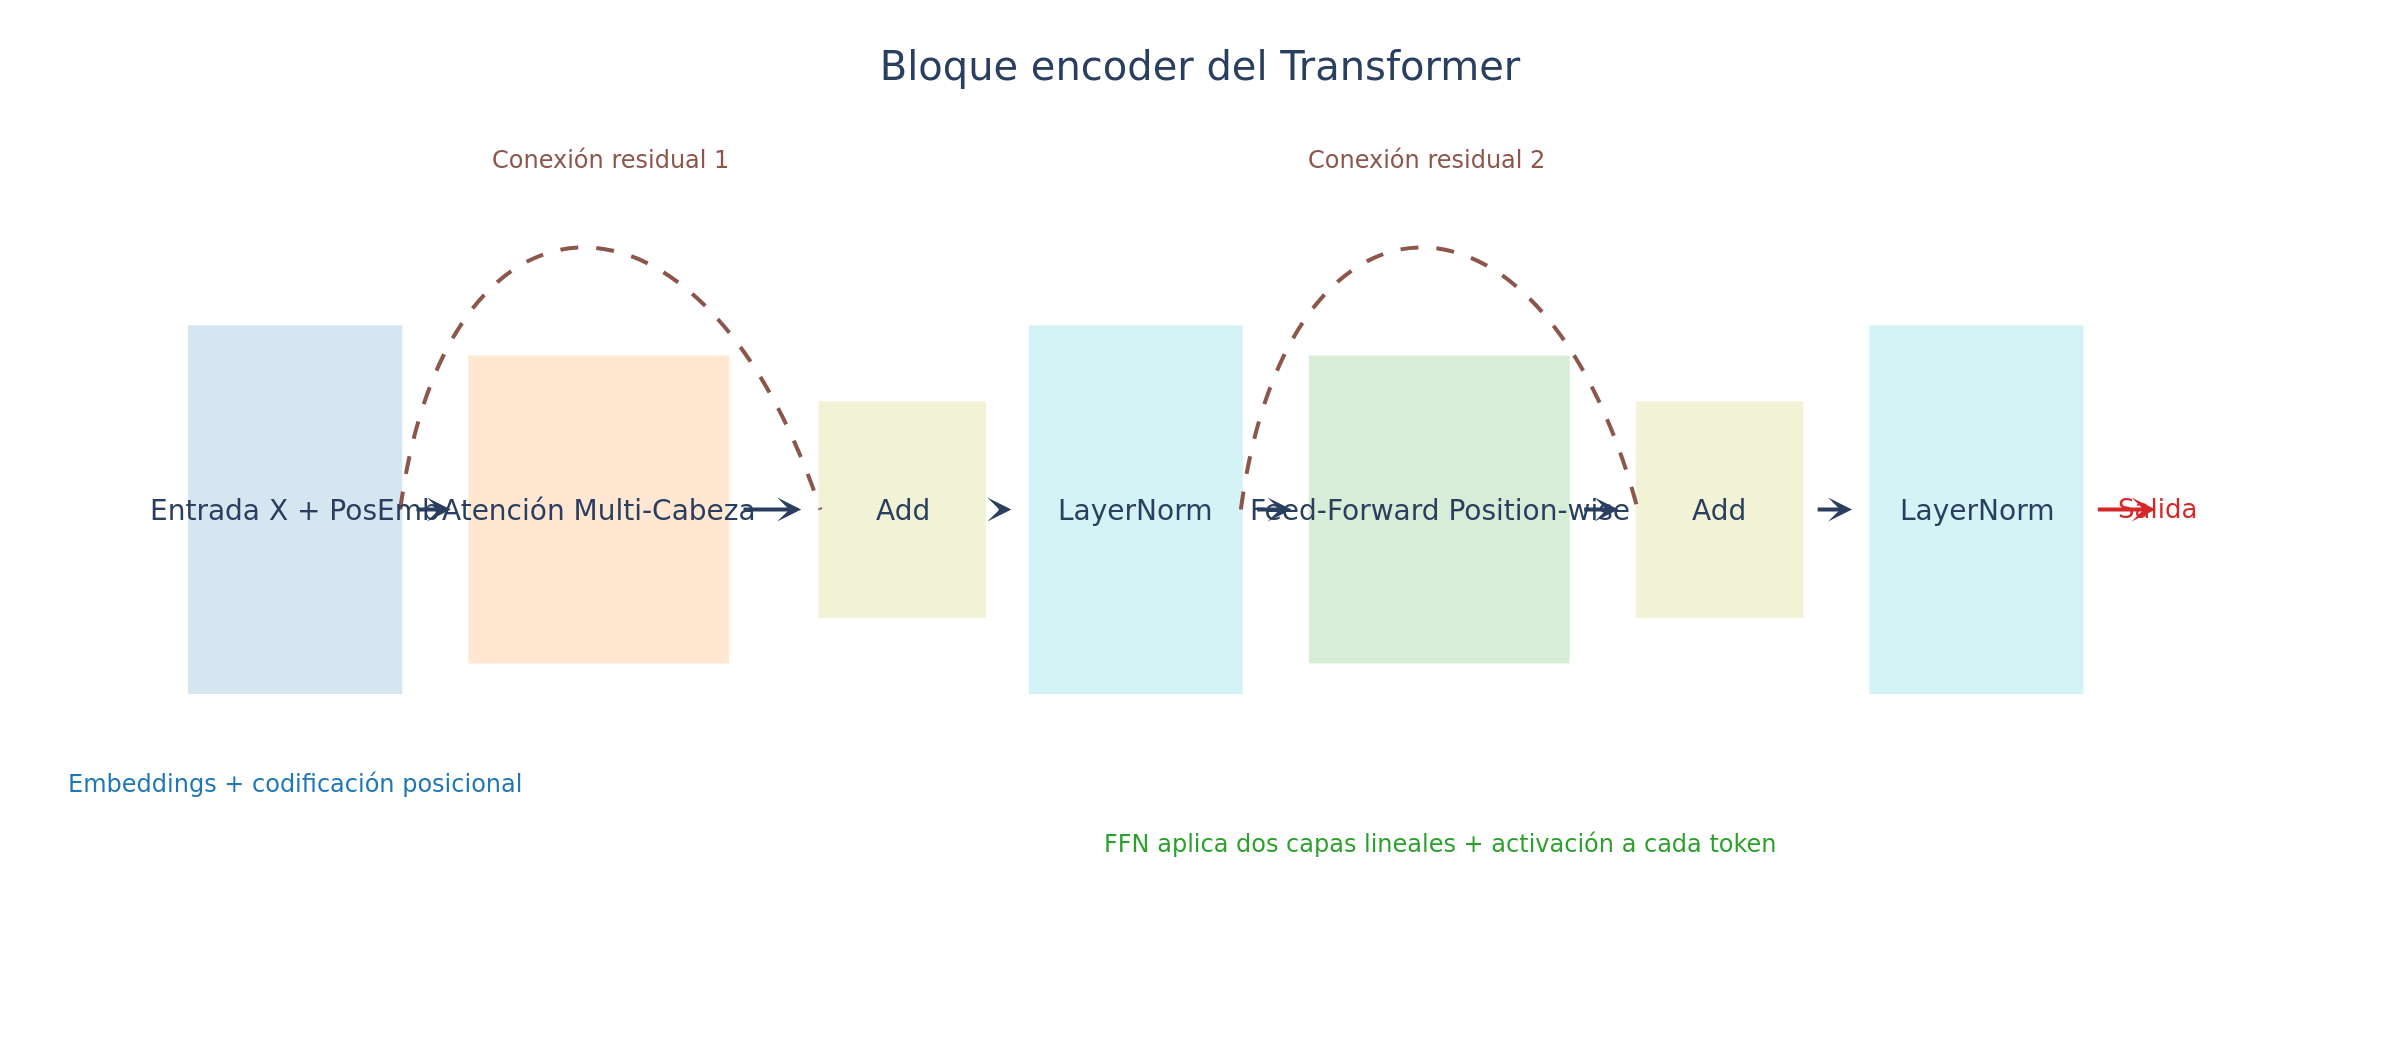 Bloque encoder del Transformer
Conexión residual 1
Conexión residual 2
Entrada X + PosEmb
Atención Multi-Cabeza
Add
LayerNorm
Feed-Forward Position-wise
Add
LayerNorm
Salida
Embeddings + codificación posicional
FFN aplica dos capas lineales + activación a cada token